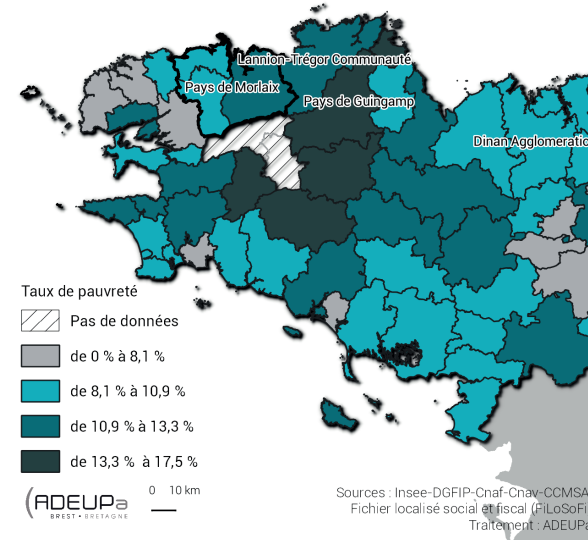 Lannion-Trégor Communauté
Pays de Morlaix
Pays de Guingamp
Dinan Agglomeratio
Taux de pauvreté
Pas de données
de 0 % à 8,1 %
de 8,1 % à 10,9 %
de 10,9 % à 13,3 %
de 13,3 % à 17,5 %
ADEUPa
BREST • BRETAGNE
0 10 km
Sources : Insee-DGFIP-Cnaf-Cnav-CCMSA
Fichier localisé social et fiscal (FiLoSoFi
Traitement : ADEUPa